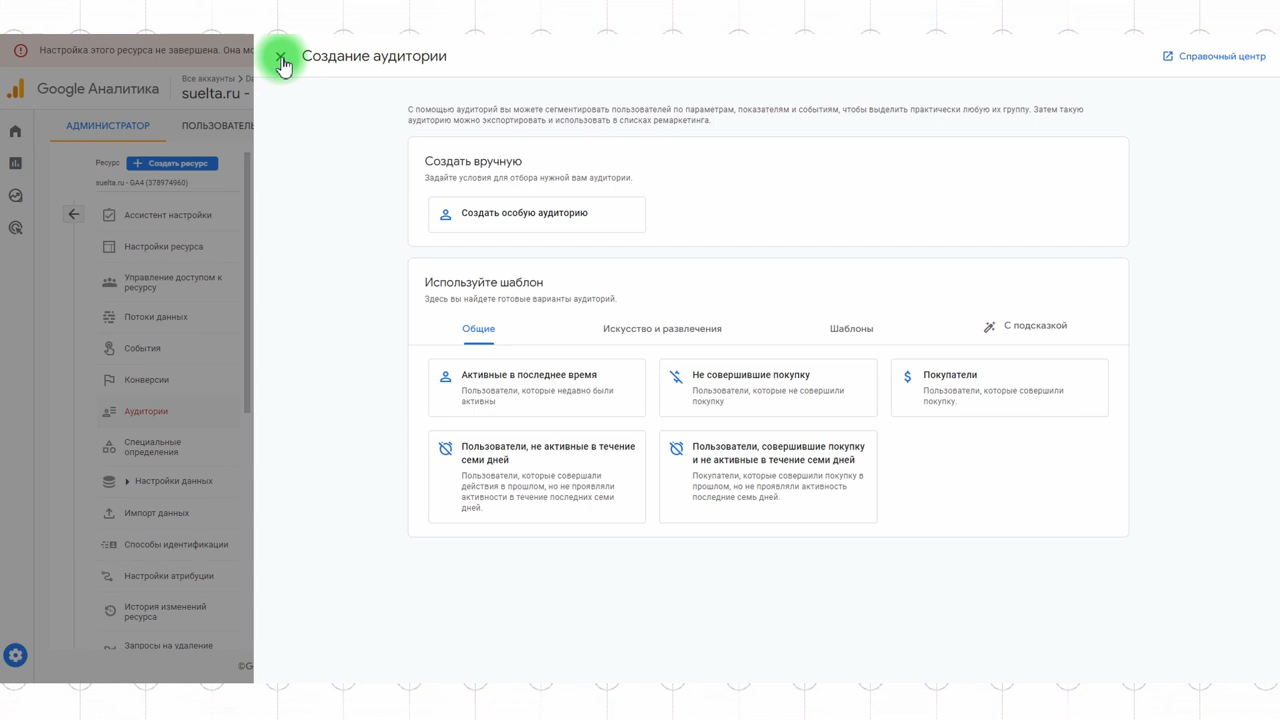 Настройка этого ресурса не завершена. Она мо
Создание аудитории
Справочный центр
Google Аналитика
Все аккаунты > Da
suelta.ru -
АДМИНИСТРАТОР
ПОЛЬЗОВАТЕЛЬ
Ресурс
Создать ресурс
suelta.ru - GA4 (378974960)
Ассистент настройки
Настройки ресурса
Управление доступом к
ресурсу
Потоки данных
События
Конверсии
Аудитории
Специальные
определения
Настройки данных
Импорт данных
Способы идентификации
Настройки атрибуции
История изменений
ресурса
Запросы на удаление
©G
С помощью аудиторий вы можете сегментировать пользователей по параметрам, показателям и событиям, чтобы выделить практически любую их группу. Затем такую
аудиторию можно экспортировать и использовать в списках ремаркетинга.
Создать вручную
Задайте условия для отбора нужной вам аудитории.
Создать особую аудиторию
Используйте шаблон
Здесь вы найдете готовые варианты аудиторий.
Общие
Искусство и развлечения
Шаблоны
С подсказкой
Активные в последнее время
Пользователи, которые недавно были
активны
Не совершившие покупку
Пользователи, которые не совершили
покупку
Покупатели
Пользователи, которые совершили
покупку.
Пользователи, не активные в течение
семи дней
Пользователи, которые совершали
действия в прошлом, но не проявляли
активности в течение последних семи
дней.
Пользователи, совершившие покупку
и не активные в течение семи дней
Покупатели, которые совершили покупку в
прошлом, но не проявляли активность
последние семь дней.